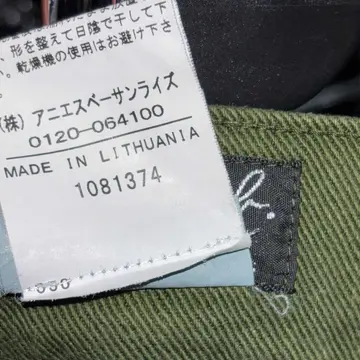 、形を整えて日陰で干して下
。乾燥機の使用はお避け下さ
(株) アニエスベーサンライズ
0120-064100
MADE IN LITHUANIA
1081374
b.